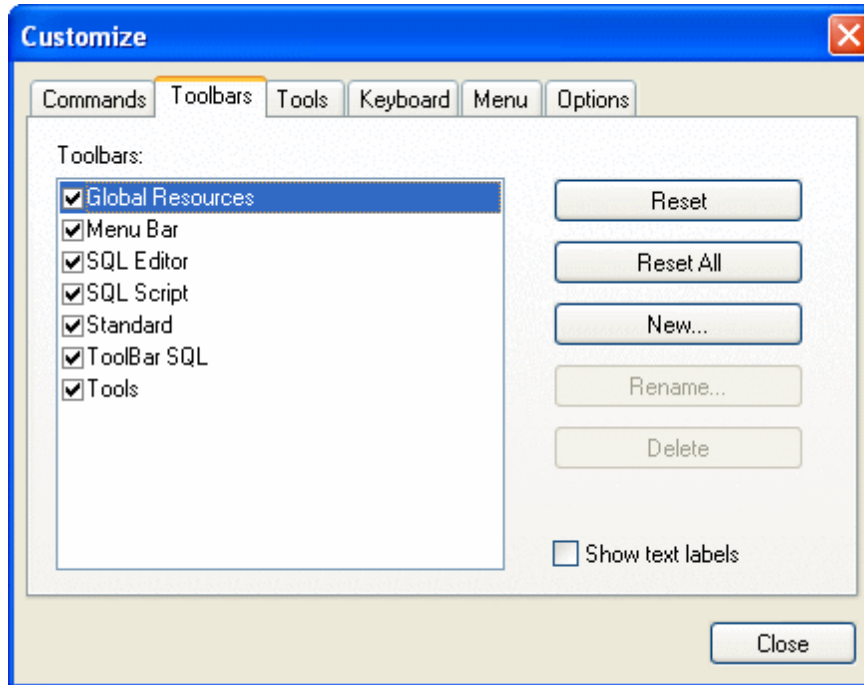 Customize
Commands Toolbars Tools Keyboard Menu Options
Toolbars:
Global Resources
Menu Bar
SQL Editor
SQL Script
Standard
ToolBar SQL
Tools
Reset
Reset All
New...
Rename...
Delete
Show text labels
Close